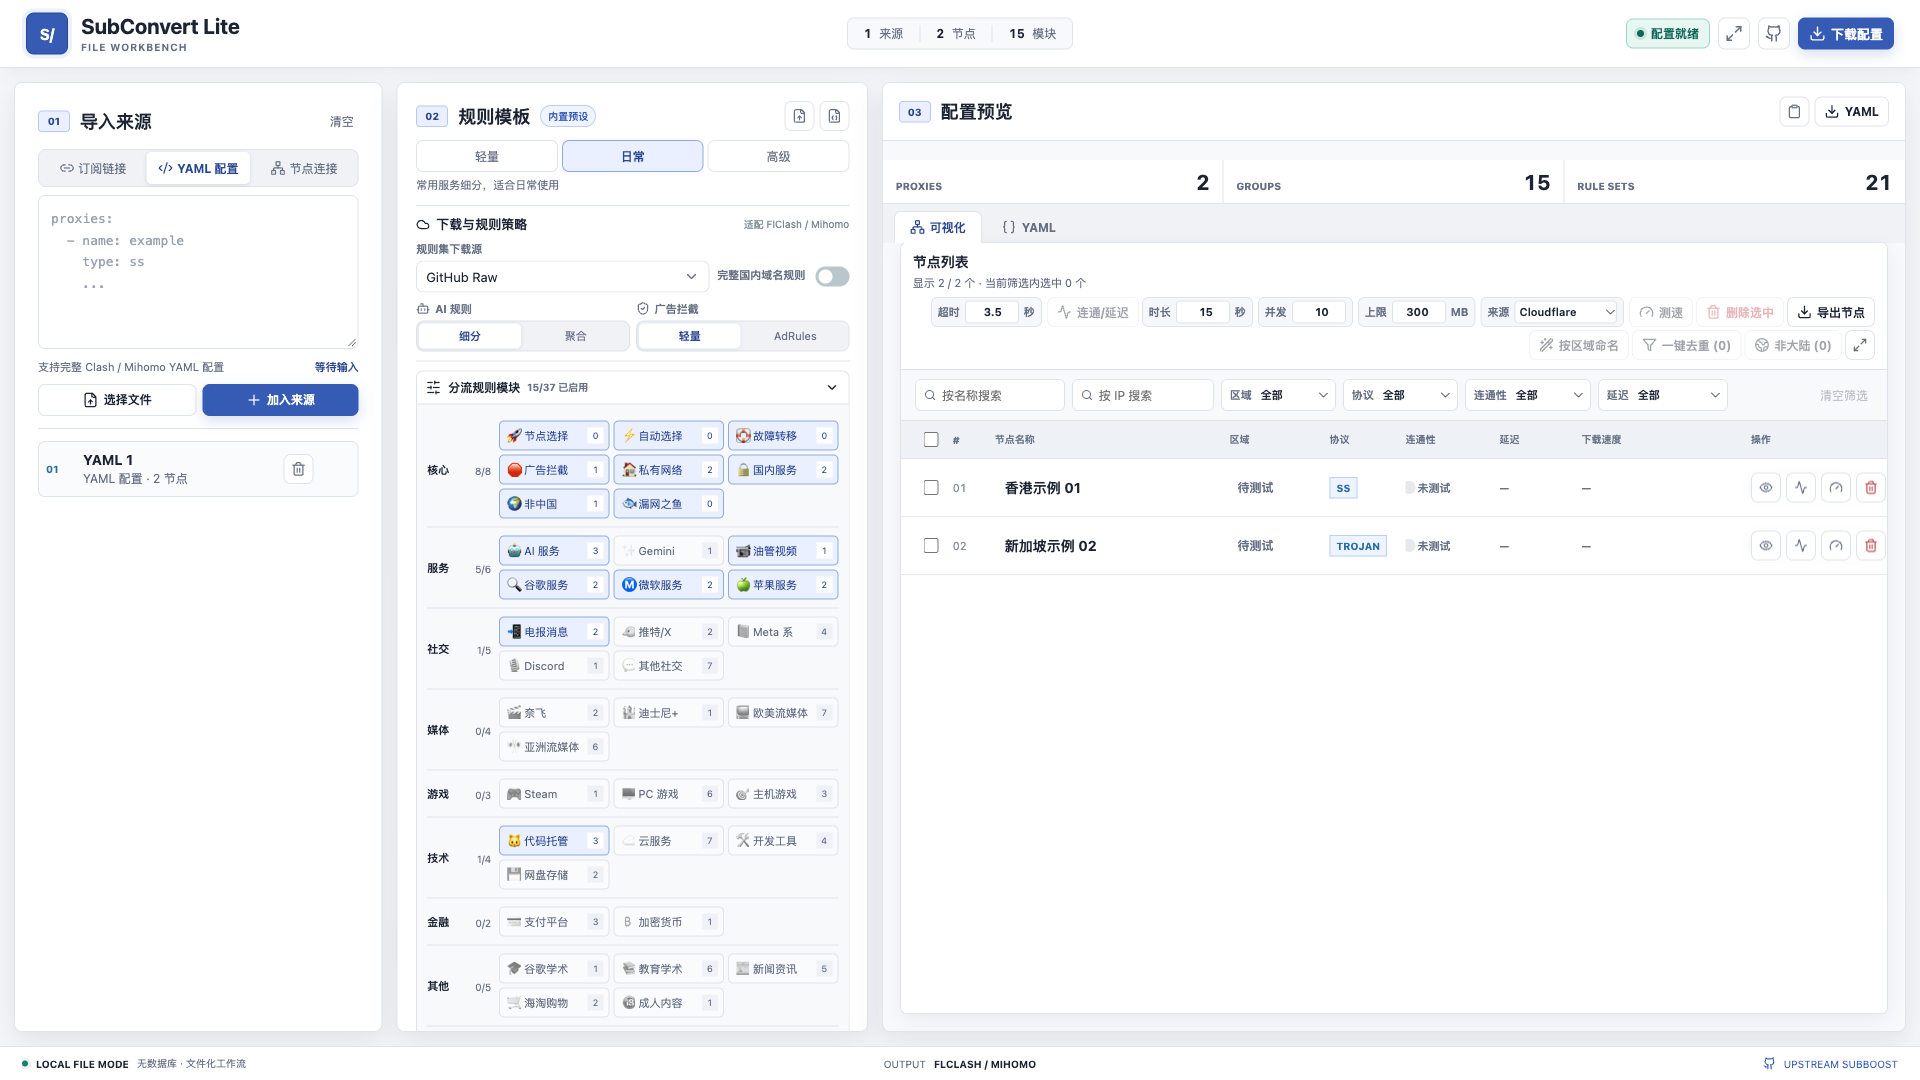 S/
SubConvert Lite
FILE WORKBENCH
1 来源
2 节点
15 模块
配置就绪
下载配置
01 导入来源
清空
订阅链接
</> YAML 配置
节点连接
proxies:
- name: example
type: ss
...
支持完整 Clash / Mihomo YAML 配置
等待输入
选择文件
加入来源
01
YAML 1
YAML 配置 · 2 节点
02 规则模板 内置预设
轻量
日常
高级
常用服务细分，适合日常使用
下载与规则策略
适配 FlClash / Mihomo
规则集下载源
GitHub Raw
完整国内域名规则
AI 规则
广告拦截
细分
聚合
轻量
AdRules
分流规则模块 15/37 已启用
核心 8/8
节点选择 0
自动选择 0
故障转移 0
广告拦截 1
私有网络 2
国内服务 2
非中国 1
漏网之鱼 0
服务 5/6
AI 服务 3
Gemini 1
油管视频 1
谷歌服务 2
微软服务 2
苹果服务 2
社交 1/5
电报消息 2
推特/X 2
Meta 系 4
Discord 1
其他社交 7
媒体 0/4
奈飞 2
迪士尼+ 1
欧美流媒体 7
亚洲流媒体 6
游戏 0/3
Steam 1
PC 游戏 6
主机游戏 3
技术 1/4
代码托管 3
云服务 7
开发工具 4
网盘存储 2
金融 0/2
支付平台 3
加密货币 1
其他 0/5
谷歌学术 1
教育学术 6
新闻资讯 5
海淘购物 2
成人内容 1
03 配置预览
YAML
PROXIES 2
GROUPS 15
RULE SETS 21
可视化
{ } YAML
节点列表
显示 2 / 2 个 · 当前筛选内选中 0 个
超时 3.5 秒
连通/延迟
时长 15 秒
并发 10
上限 300 MB
来源 Cloudflare
测速
删除选中
导出节点
按区域命名
一键去重 (0)
非大陆 (0)
按名称搜索
按 IP 搜索
区域 全部
协议 全部
连通性 全部
延迟 全部
清空筛选
# 节点名称 区域 协议 连通性 延迟 下载速度 操作
01 香港示例 01 待测试 SS 未测试 — —
02 新加坡示例 02 待测试 TROJAN 未测试 — —
LOCAL FILE MODE 无数据库 · 文件化工作流
OUTPUT FLCLASH / MIHOMO
UPSTREAM SUBBOOST